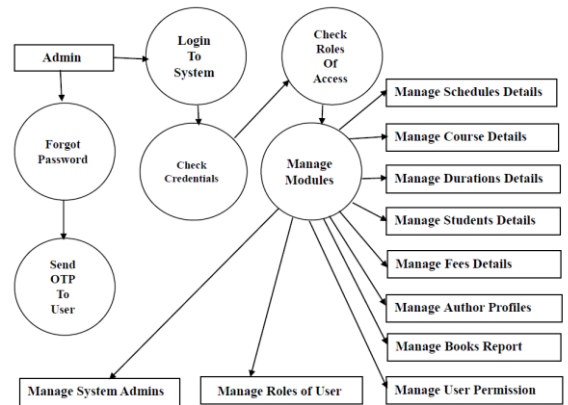 Admin
Login
To
System
Check
Roles
Of
Access
Forgot
Password
Check
Credentials
Manage
Modules
Send
OTP
To
User
Manage Schedules Details
Manage Course Details
Manage Durations Details
Manage Students Details
Manage Fees Details
Manage Author Profiles
Manage Books Report
Manage User Permission
Manage System Admins
Manage Roles of User